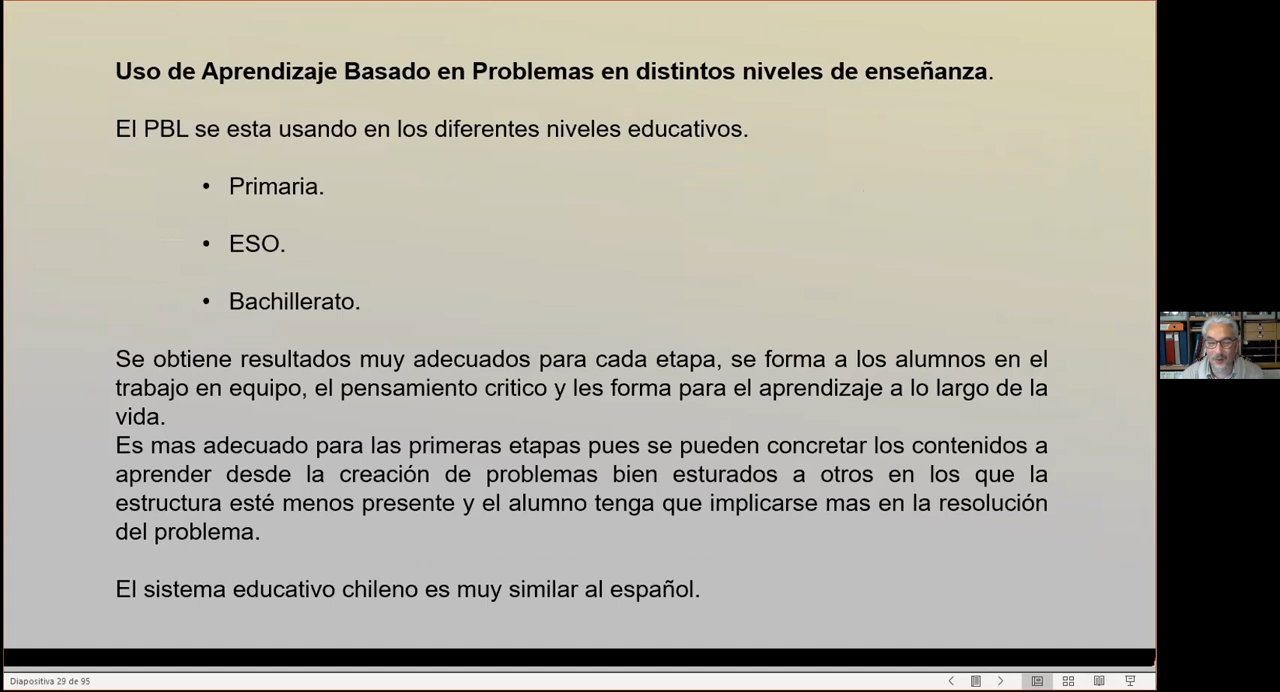 Uso de Aprendizaje Basado en Problemas en distintos niveles de enseñanza.
El PBL se esta usando en los diferentes niveles educativos.
• Primaria.
• ESO.
• Bachillerato.
Se obtiene resultados muy adecuados para cada etapa, se forma a los alumnos en el
trabajo en equipo, el pensamiento critico y les forma para el aprendizaje a lo largo de la
vida.
Es mas adecuado para las primeras etapas pues se pueden concretar los contenidos a
aprender desde la creación de problemas bien esturados a otros en los que la
estructura esté menos presente y el alumno tenga que implicarse mas en la resolución
del problema.
El sistema educativo chileno es muy similar al español.
Diapositiva 29 de 95